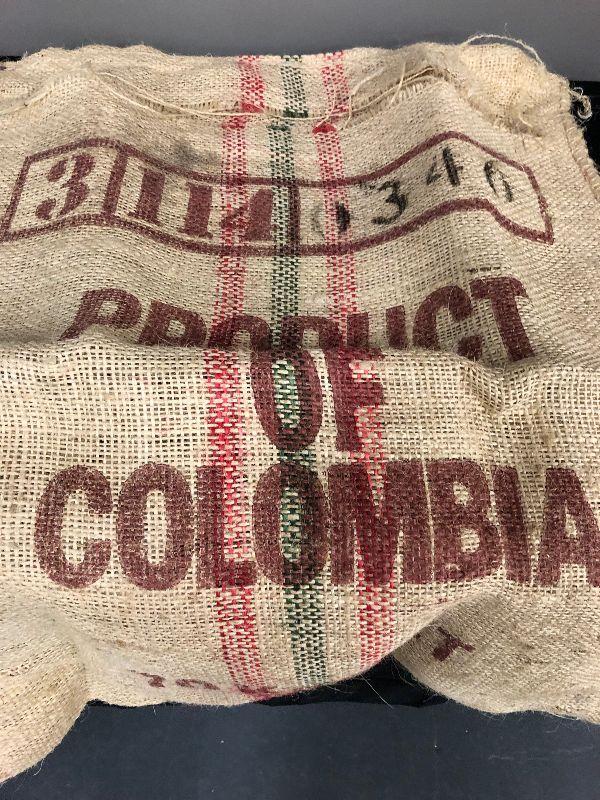 3 114 0346
PRODUCT
OF
COLOMBIA